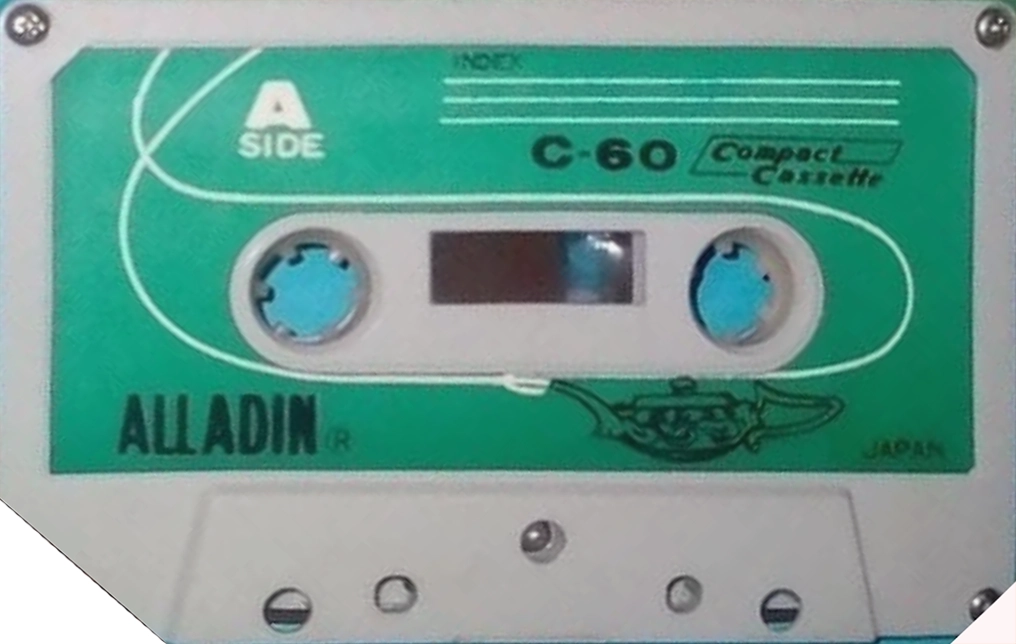 INDEX
A
SIDE
C-60 Compact
Cassette
ALLADIN ®
JAPAN